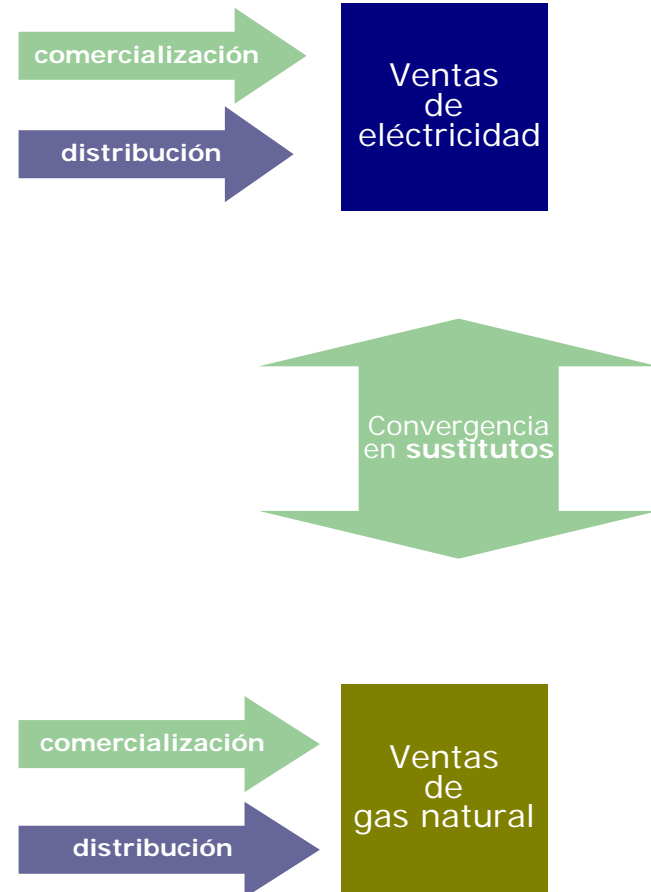 comercialización
distribución
Ventas
de
eléctricidad
Convergencia
en sustitutos
comercialización
distribución
Ventas
de
gas natural